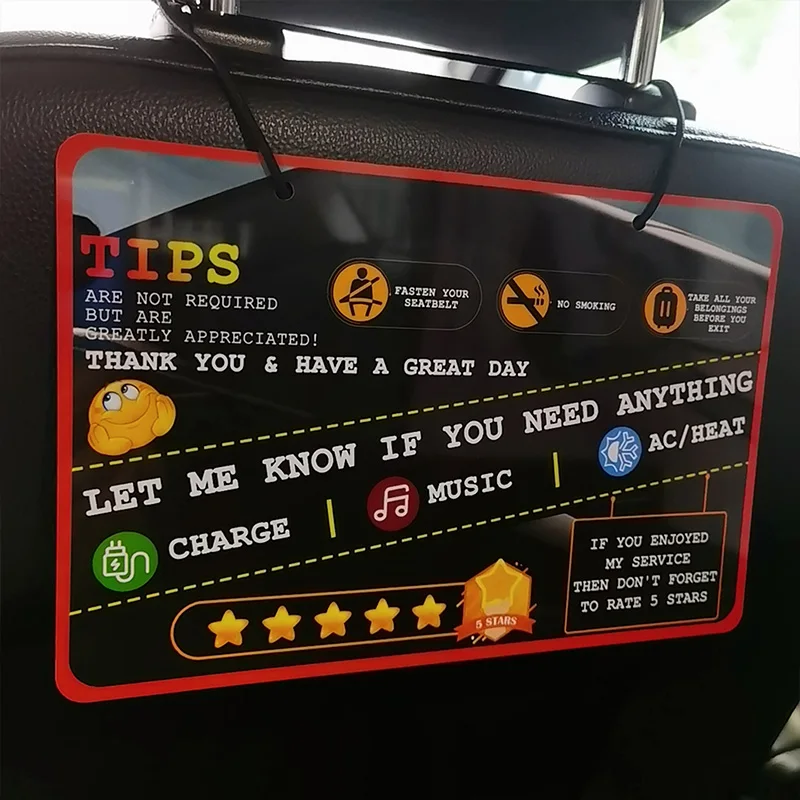 TIPS
ARE NOT REQUIRED
BUT ARE
GREATLY APPRECIATED!
THANK YOU & HAVE A GREAT DAY
FASTEN YOUR
SEATBELT
NO SMOKING
TAKE ALL YOUR
BELONGINGS
BEFORE YOU
EXIT
LET ME KNOW IF YOU NEED ANYTHING
CHARGE
MUSIC
AC/HEAT
5 STARS
IF YOU ENJOYED
MY SERVICE
THEN DON'T FORGET
TO RATE 5 STARS